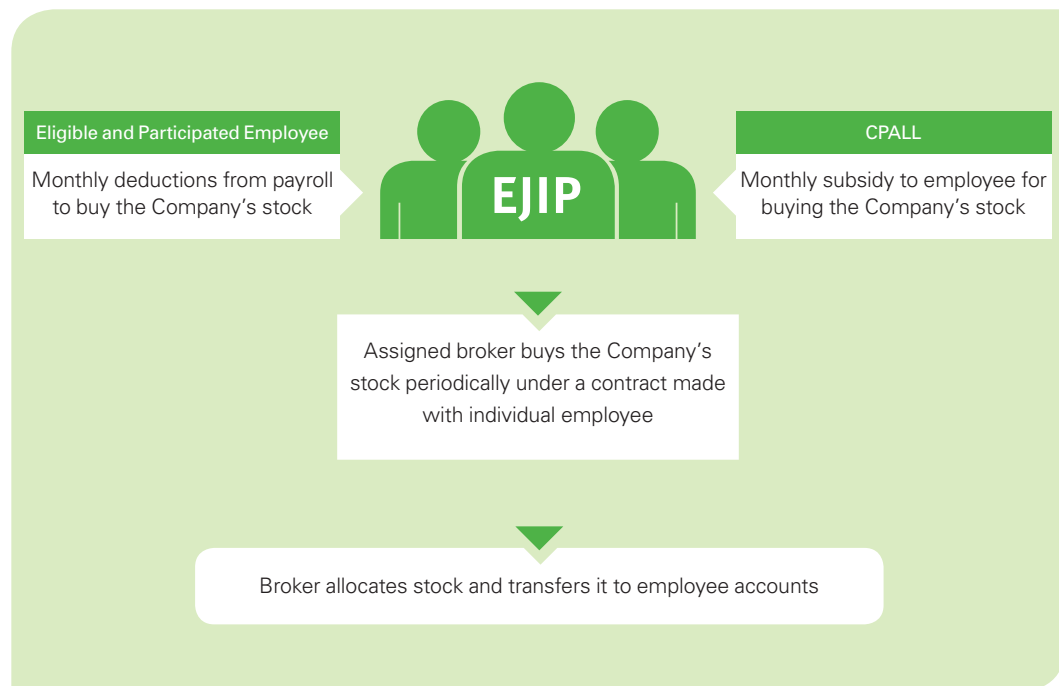 Eligible and Participated Employee
Monthly deductions from payroll
to buy the Company's stock
EJIP
CPALL
Monthly subsidy to employee for
buying the Company's stock
Assigned broker buys the Company's
stock periodically under a contract made
with individual employee
Broker allocates stock and transfers it to employee accounts